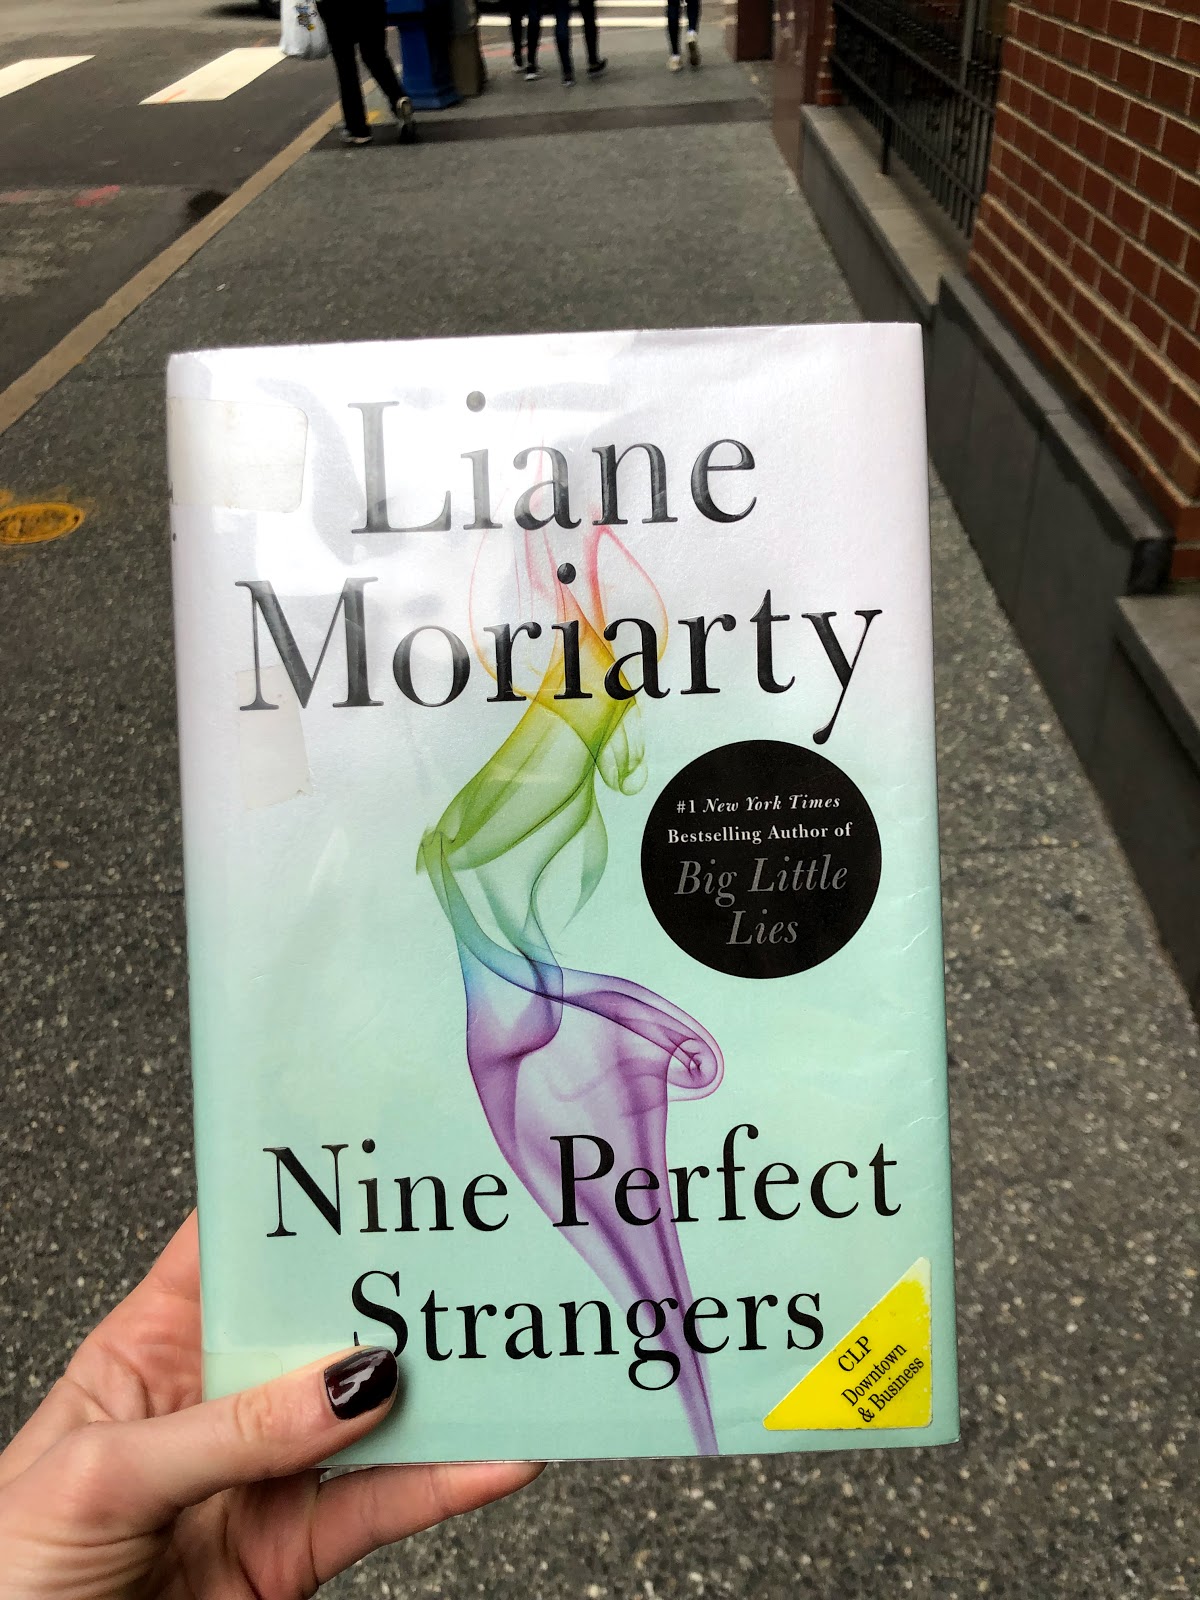 Liane
Moriarty
#1 New York Times
Bestselling Author of
Big Little
Lies
Nine Perfect
Strangers
CLP
Downtown
& Business